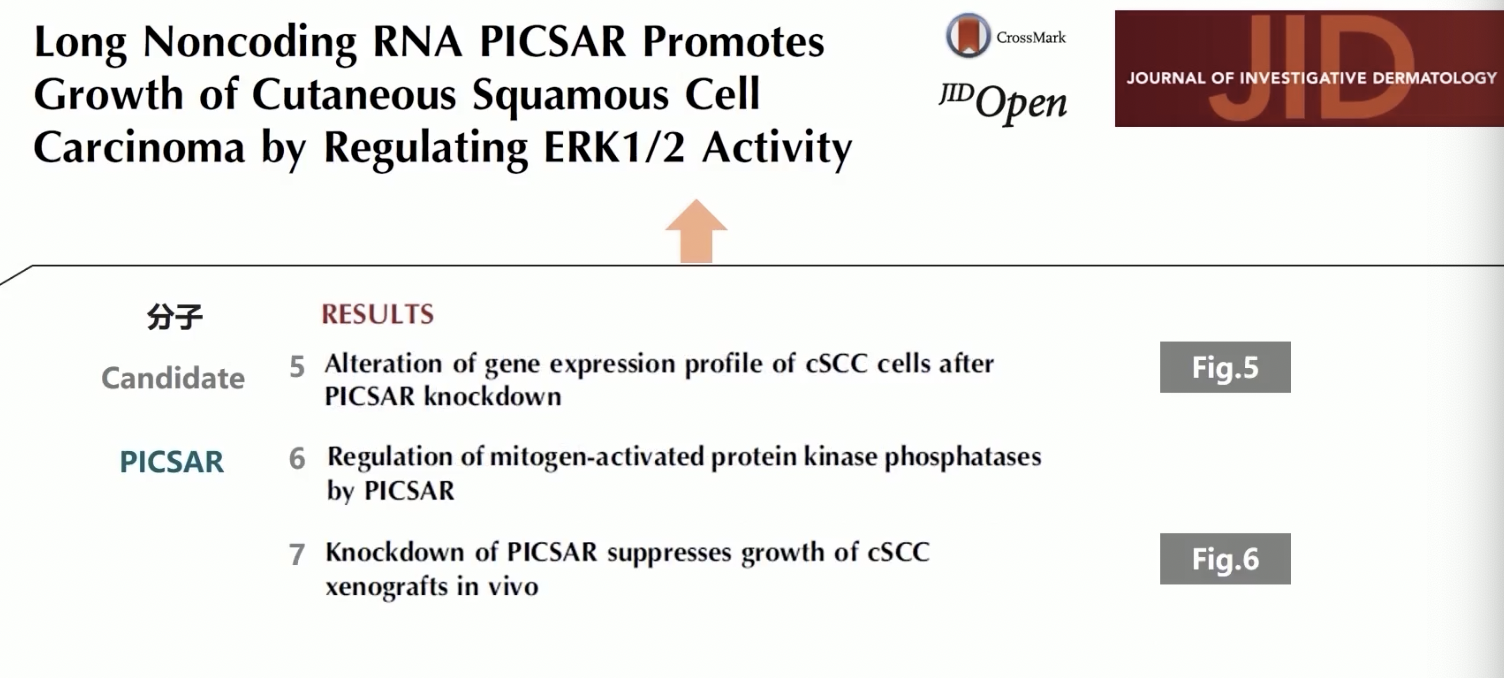 Long Noncoding RNA PICSAR Promotes
Growth of Cutaneous Squamous Cell
Carcinoma by Regulating ERK1/2 Activity
CrossMark
JID Open
JID
JOURNAL OF INVESTIGATIVE DERMATOLOGY
分子
RESULTS
Candidate
5 Alteration of gene expression profile of cSCC cells after
PICSAR knockdown
Fig.5
PICSAR
6 Regulation of mitogen-activated protein kinase phosphatases
by PICSAR
7 Knockdown of PICSAR suppresses growth of cSCC
xenografts in vivo
Fig.6